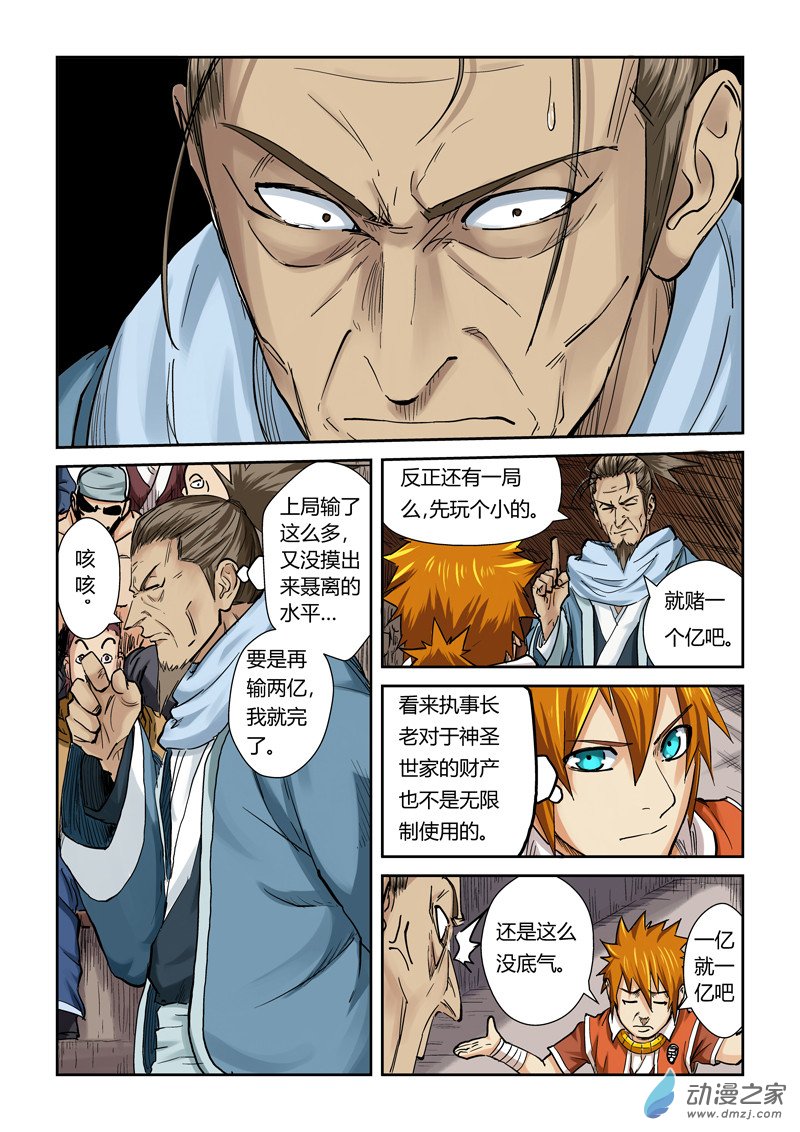 咳
咳。
上局输了
这么多，
又没摸出
来聂离的
水平…
要是再
输两亿，
我就完
了。
反正还有一局
么，先玩个小的。
就赌一
个亿吧。
看来执事长
老对于神圣
世家的财产
也不是无限
制使用的。
还是这么
没底气。
一亿
就一
亿吧
动漫之家
www.dmzj.com